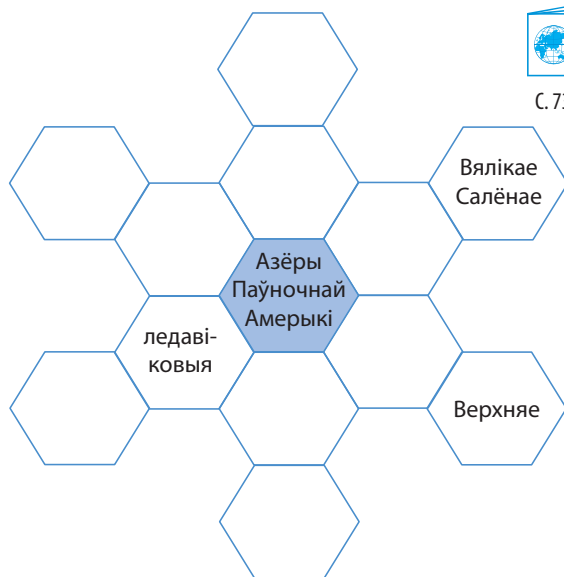 С. 73
Вялікае
Салёнае
Азёры
Паўночнай
Амерыкі
ледаві-
ковыя
Верхняе